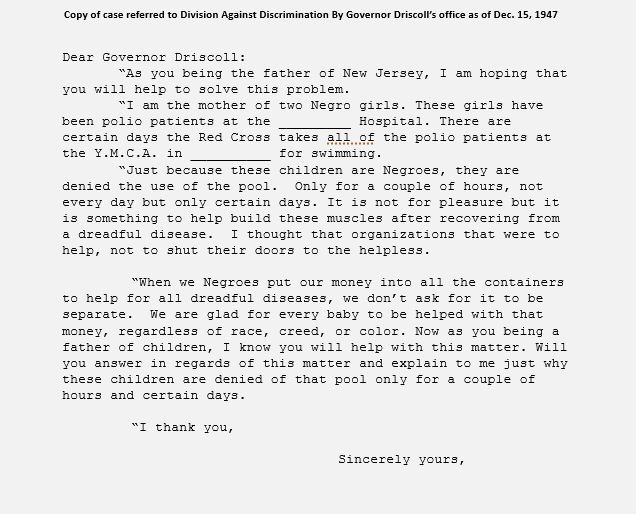 Copy of case referred to Division Against Discrimination By Governor Driscoll's office as of Dec. 15, 1947
Dear Governor Driscoll:
"As you being the father of New Jersey, I am hoping that
you will help to solve this problem.
"I am the mother of two Negro girls. These girls have
been polio patients at the _________ Hospital. There are
certain days the Red Cross takes all of the polio patients at
the Y.M.C.A. in __________ for swimming.
"Just because these children are Negroes, they are
denied the use of the pool.  Only for a couple of hours, not
every day but only certain days. It is not for pleasure but it
is something to help build these muscles after recovering from
a dreadful disease.  I thought that organizations that were to
help, not to shut their doors to the helpless.
"When we Negroes put our money into all the containers
to help for all dreadful diseases, we don't ask for it to be
separate.  We are glad for every baby to be helped with that
money, regardless of race, creed, or color. Now as you being a
father of children, I know you will help with this matter. Will
you answer in regards of this matter and explain to me just why
these children are denied of that pool only for a couple of
hours and certain days.
"I thank you,
Sincerely yours,